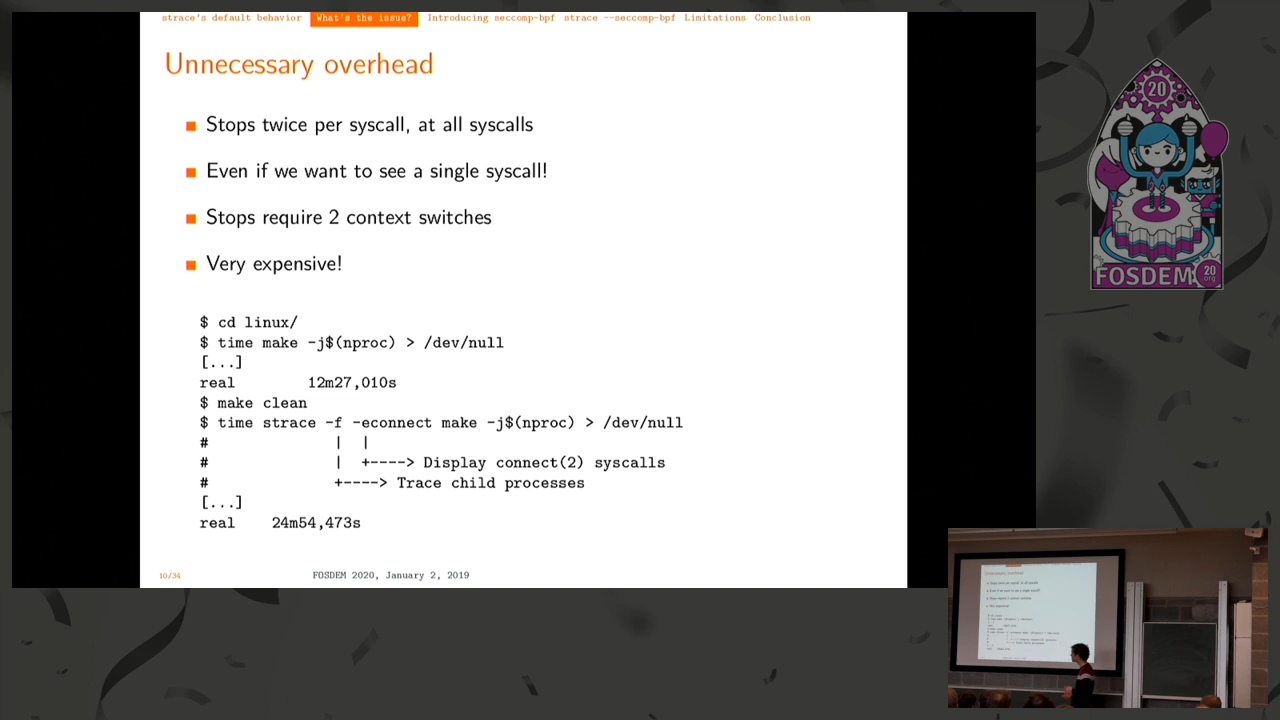 strace's default behavior What's the issue? Introducing seccomp-bpf strace --seccomp-bpf Limitations Conclusion
Unnecessary overhead
Stops twice per syscall, at all syscalls
Even if we want to see a single syscall!
Stops require 2 context switches
Very expensive!
$ cd linux/
$ time make -j$(nproc) > /dev/null
[...]
real 12m27,010s
$ make clean
$ time strace -f -econnect make -j$(nproc) > /dev/null
# | |
# | +----> Display connect(2) syscalls
# +----> Trace child processes
[...]
real 24m54,473s
10/34 FOSDEM 2020, January 2, 2019
20
FOSDEM 20
.org